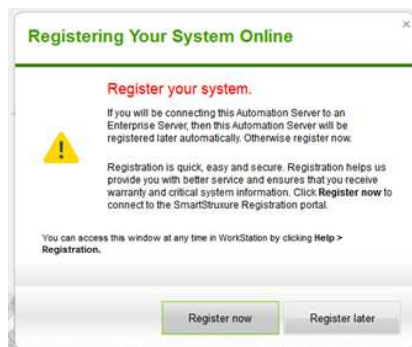 Registering Your System Online
Register your system.
If you will be connecting this Automation Server to an
Enterprise Server, then this Automation Server will be
registered later automatically. Otherwise register now.
Registration is quick, easy and secure. Registration helps us
provide you with better service and ensures that you receive
warranty and critical system information. Click Register now to
connect to the SmartStruxure Registration portal.
You can access this window at any time in WorkStation by clicking Help >
Registration.
Register now
Register later